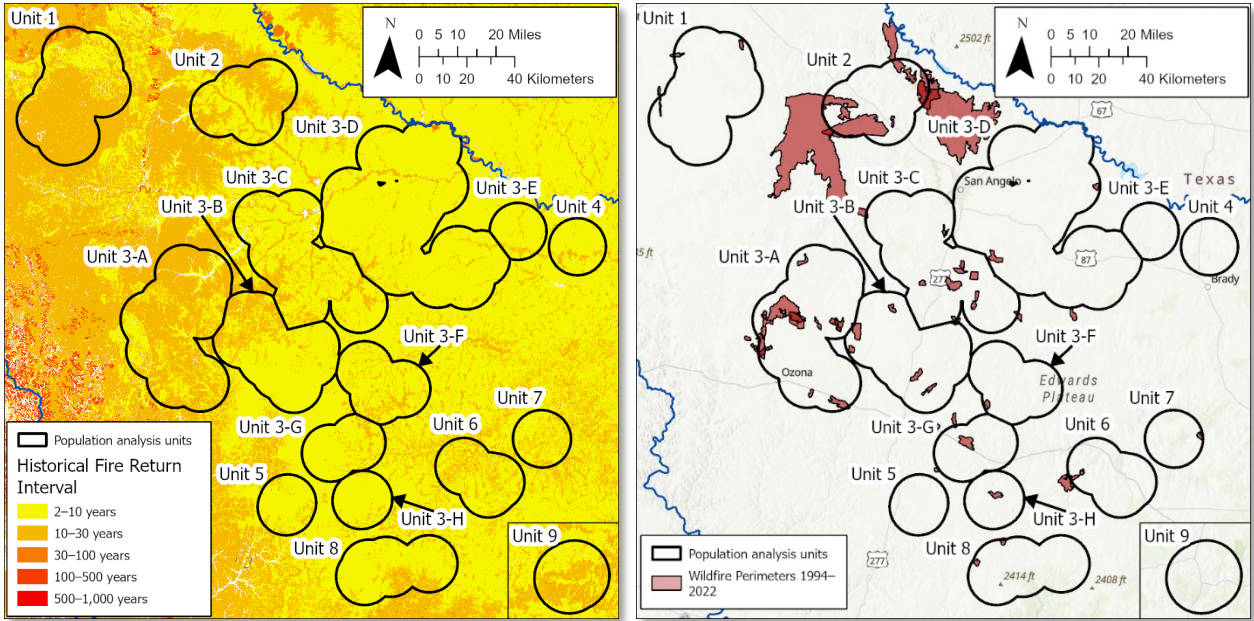 Unit 1
N
0 5 10 20 Miles
0 10 20 40 Kilometers
Unit 2
Unit 3-D
Unit 3-C
Unit 3-E
Unit 3-B
Unit 4
Unit 3-A
Unit 3-F
Unit 3-G
Unit 6
Unit 7
Unit 5
Unit 3-H
Unit 8
Unit 9
Population analysis units
Historical Fire Return
Interval
2–10 years
10–30 years
30–100 years
100–500 years
500–1,000 years
Unit 1
2502 ft
N
0 5 10 20 Miles
0 10 20 40 Kilometers
Unit 2
67
Unit 3-D
Unit 3-C
San Angelo
Unit 3-E
Texas
Unit 3-B
Unit 4
Unit 3-A
87
277
Brady
Unit 3-F
Ozona
Edwards
Plateau
Unit 7
Unit 3-G
Unit 6
Unit 5
Unit 3-H
Unit 8
Unit 9
277
2414 ft
2408 ft
Population analysis units
Wildfire Perimeters 1994–
2022